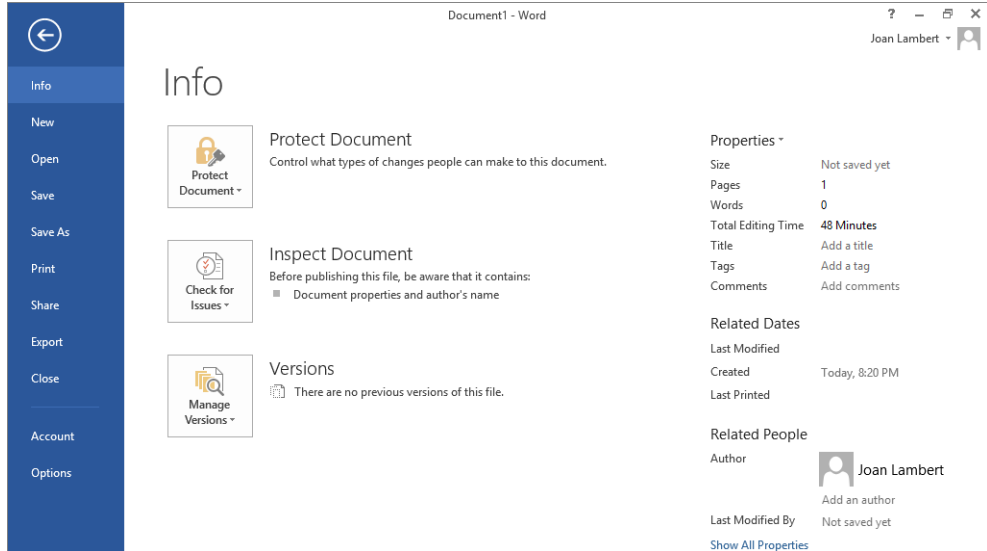 Document1 - Word
?
Joan Lambert
Info
New
Open
Save
Save As
Print
Share
Export
Close
Account
Options
Info
Protect Document
Protect Document
Control what types of changes people can make to this document.
Check for Issues
Inspect Document
Before publishing this file, be aware that it contains:
Document properties and author's name
Manage Versions
Versions
There are no previous versions of this file.
Properties
Size Not saved yet
Pages 1
Words 0
Total Editing Time 48 Minutes
Title Add a title
Tags Add a tag
Comments Add comments
Related Dates
Last Modified
Created Today, 8:20 PM
Last Printed
Related People
Author Joan Lambert
Add an author
Last Modified By Not saved yet
Show All Properties